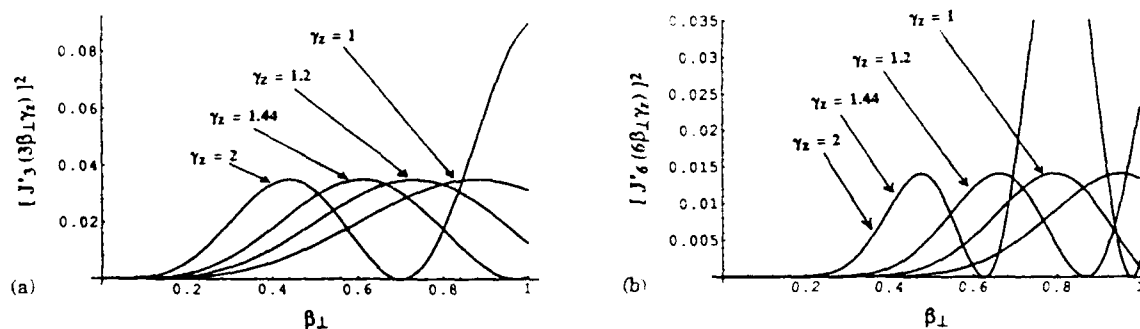 [ J'3 (3β⊥γz) ]²
0.08
0.06
0.04
0.02
γz = 1
γz = 1.2
γz = 1.44
γz = 2
0.2 0.4 0.6 0.8 1
(a)
β⊥
[ J'6 (6β⊥γz) ]²
0.035
0.03
0.025
0.02
0.015
0.01
0.005
γz = 1
γz = 1.2
γz = 1.44
γz = 2
0.2 0.4 0.6 0.8 1
(b)
β⊥